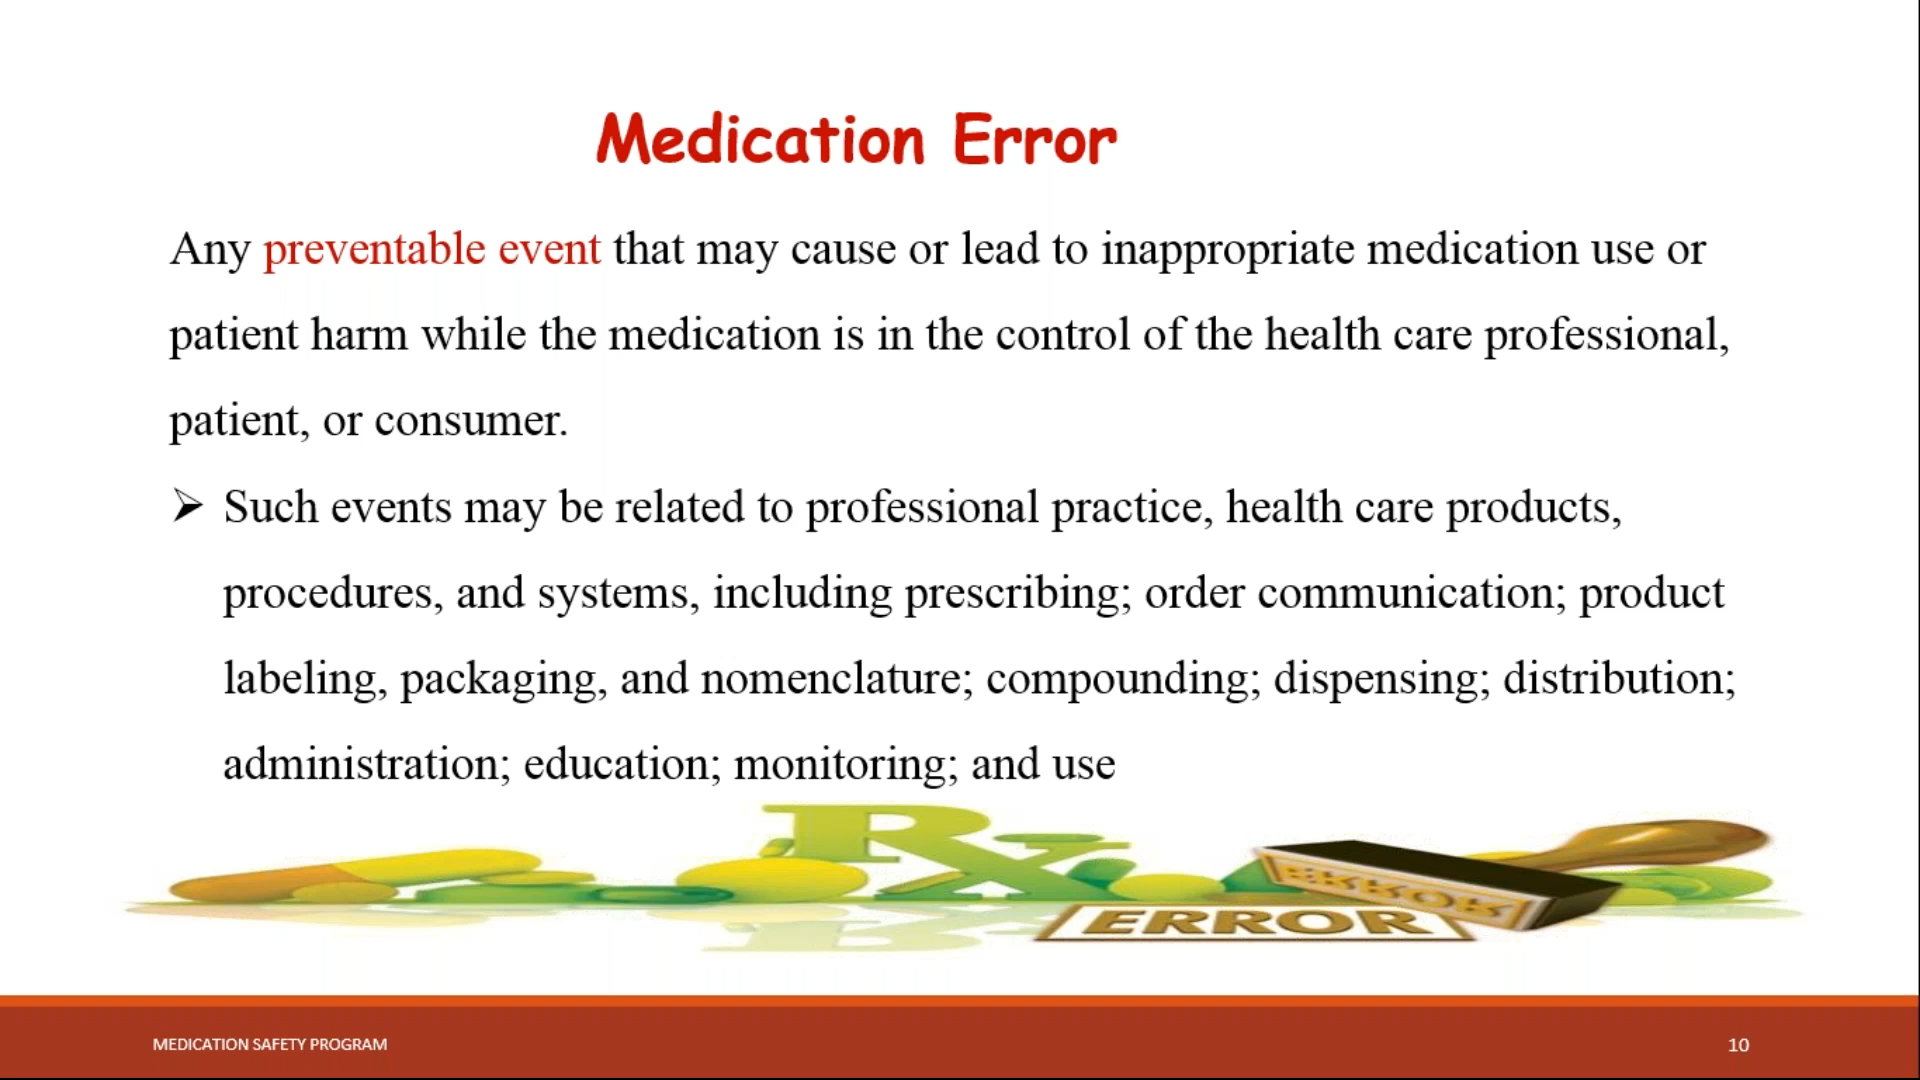 Medication Error
Any preventable event that may cause or lead to inappropriate medication use or
patient harm while the medication is in the control of the health care professional,
patient, or consumer.
➢ Such events may be related to professional practice, health care products,
procedures, and systems, including prescribing; order communication; product
labeling, packaging, and nomenclature; compounding; dispensing; distribution;
administration; education; monitoring; and use
Rx
ERROR
ERROR
MEDICATION SAFETY PROGRAM
10